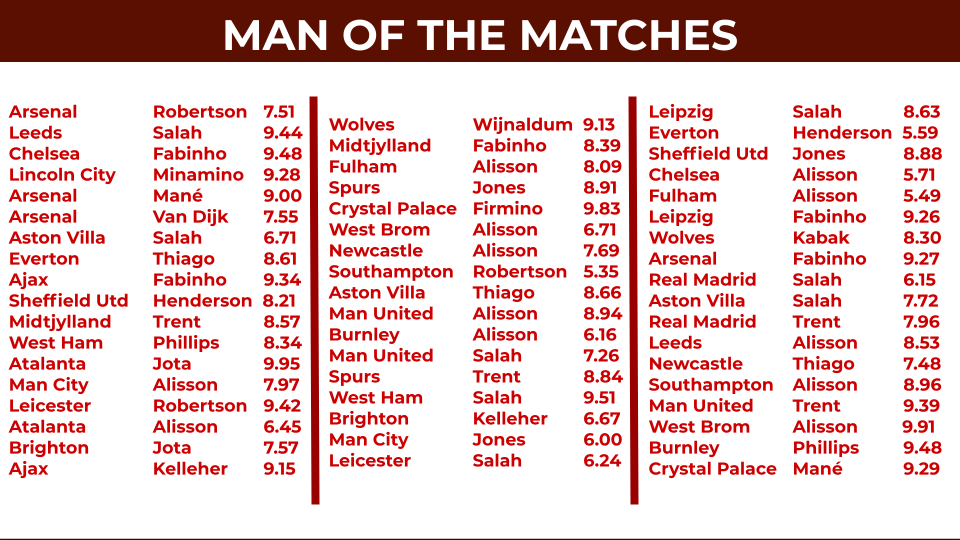 MAN OF THE MATCHES
Arsenal Robertson 7.51
Leeds Salah 9.44
Chelsea Fabinho 9.48
Lincoln City Minamino 9.28
Arsenal Mané 9.00
Arsenal Van Dijk 7.55
Aston Villa Salah 6.71
Everton Thiago 8.61
Ajax Fabinho 9.34
Sheffield Utd Henderson 8.21
Midtjylland Trent 8.57
West Ham Phillips 8.34
Atalanta Jota 9.95
Man City Alisson 7.97
Leicester Robertson 9.42
Atalanta Alisson 6.45
Brighton Jota 7.57
Ajax Kelleher 9.15
Wolves Wijnaldum 9.13
Midtjylland Fabinho 8.39
Fulham Alisson 8.09
Spurs Jones 8.91
Crystal Palace Firmino 9.83
West Brom Alisson 6.71
Newcastle Alisson 7.69
Southampton Robertson 5.35
Aston Villa Thiago 8.66
Man United Alisson 8.94
Burnley Alisson 6.16
Man United Salah 7.26
Spurs Trent 8.84
West Ham Salah 9.51
Brighton Kelleher 6.67
Man City Jones 6.00
Leicester Salah 6.24
Leipzig Salah 8.63
Everton Henderson 5.59
Sheffield Utd Jones 8.88
Chelsea Alisson 5.71
Fulham Alisson 5.49
Leipzig Fabinho 9.26
Wolves Kabak 8.30
Arsenal Fabinho 9.27
Real Madrid Salah 6.15
Aston Villa Salah 7.72
Real Madrid Trent 7.96
Leeds Alisson 8.53
Newcastle Thiago 7.48
Southampton Alisson 8.96
Man United Trent 9.39
West Brom Alisson 9.91
Burnley Phillips 9.48
Crystal Palace Mané 9.29